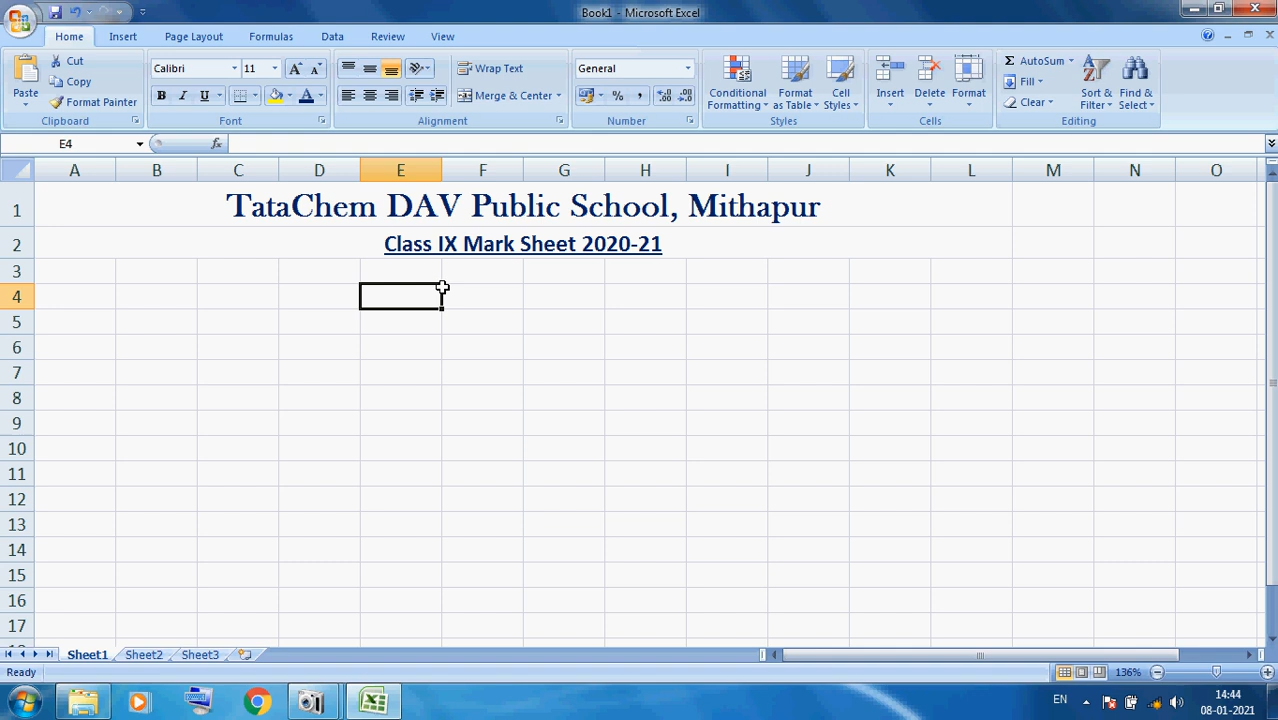 Book1 - Microsoft Excel
Home Insert Page Layout Formulas Data Review View
Paste Cut Calibri 11 Wrap Text General Conditional Formatting Format as Table Cell Styles Insert Delete Format AutoSum Sort & Filter Find & Select
Copy Fill
Format Painter B I U Merge & Center % , Clear
Clipboard Font Alignment Number Styles Cells Editing
E4 fx
A B C D E F G H I J K L M N O
1 TataChem DAV Public School, Mithapur
2 Class IX Mark Sheet 2020-21
3
4
5
6
7
8
9
10
11
12
13
14
15
16
17
Sheet1 Sheet2 Sheet3
Ready 136%
EN 14:44
08-01-2021